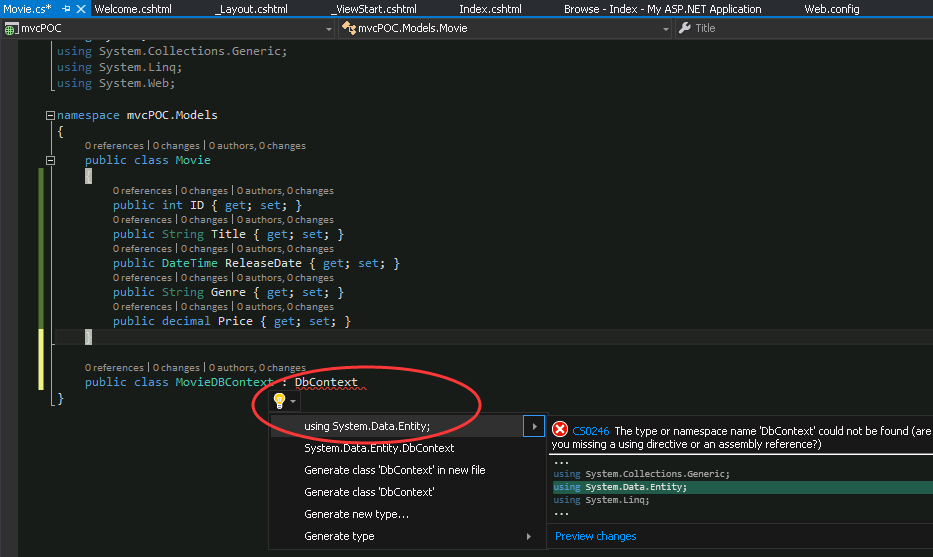 Movie.cs* Welcome.cshtml _Layout.cshtml _ViewStart.cshtml Index.cshtml Browse - Index - My ASP.NET Application Web.config
mvcPOC mvcPOC.Models.Movie Title
using System.Collections.Generic;
using System.Linq;
using System.Web;
namespace mvcPOC.Models
{
0 references | 0 changes | 0 authors, 0 changes
public class Movie
{
0 references | 0 changes | 0 authors, 0 changes
public int ID { get; set; }
0 references | 0 changes | 0 authors, 0 changes
public String Title { get; set; }
0 references | 0 changes | 0 authors, 0 changes
public DateTime ReleaseDate { get; set; }
0 references | 0 changes | 0 authors, 0 changes
public String Genre { get; set; }
0 references | 0 changes | 0 authors, 0 changes
public decimal Price { get; set; }
}
0 references | 0 changes | 0 authors, 0 changes
public class MovieDBContext : DbContext
}
using System.Data.Entity;
System.Data.Entity.DbContext
Generate class 'DbContext' in new file
Generate class 'DbContext'
Generate new type...
Generate type
CS0246 The type or namespace name 'DbContext' could not be found (are
you missing a using directive or an assembly reference?)
...
using System.Collections.Generic;
using System.Data.Entity;
using System.Linq;
...
Preview changes